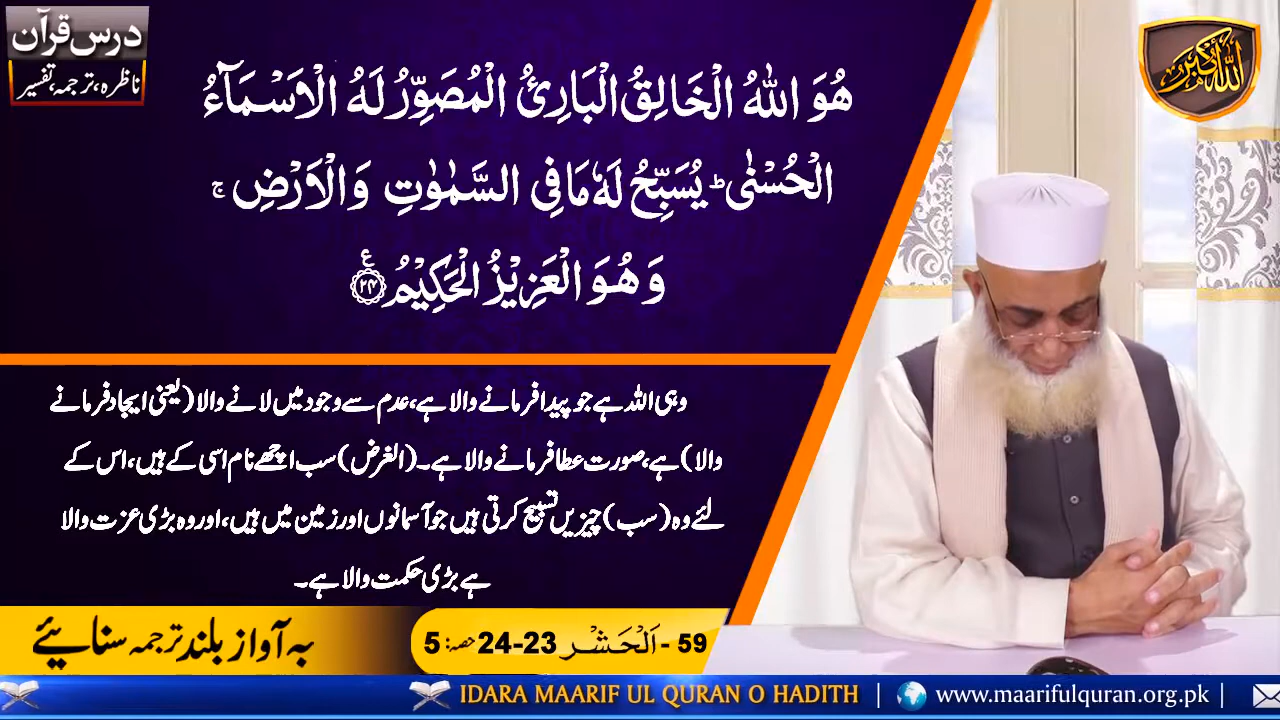 درس قرآن
ناظرہ، ترجمہ، تفسیر
اللہ اکبر
هُوَ اللّٰهُ الْخَالِقُ الْبَارِئُ الْمُصَوِّرُ لَهُ الْاَسْمَآءُ
الْحُسْنٰى ؕ یُسَبِّحُ لَهٗ مَا فِی السَّمٰوٰتِ وَالْاَرْضِ ۚ
وَهُوَ الْعَزِیْزُ الْحَكِیْمُ ﴿۲۴﴾ ع
وہی اللہ ہے جو پیدا فرمانے والا ہے، عدم سے وجود میں لانے والا (یعنی ایجاد فرمانے
والا) ہے، صورت عطا فرمانے والا ہے۔ (الغرض) سب اچھے نام اسی کے ہیں، اس کے
لئے وہ (سب) چیزیں تسبیح کرتی ہیں جو آسمانوں اور زمین میں ہیں، اور وہ بڑی عزت والا
ہے بڑی حکمت والا ہے۔
بہ آواز بلند ترجمہ سنائیے
59 - اَلْحَشْر 23-24 حصہ: 5
IDARA MAARIF UL QURAN O HADITH | www.maarifulquran.org.pk |